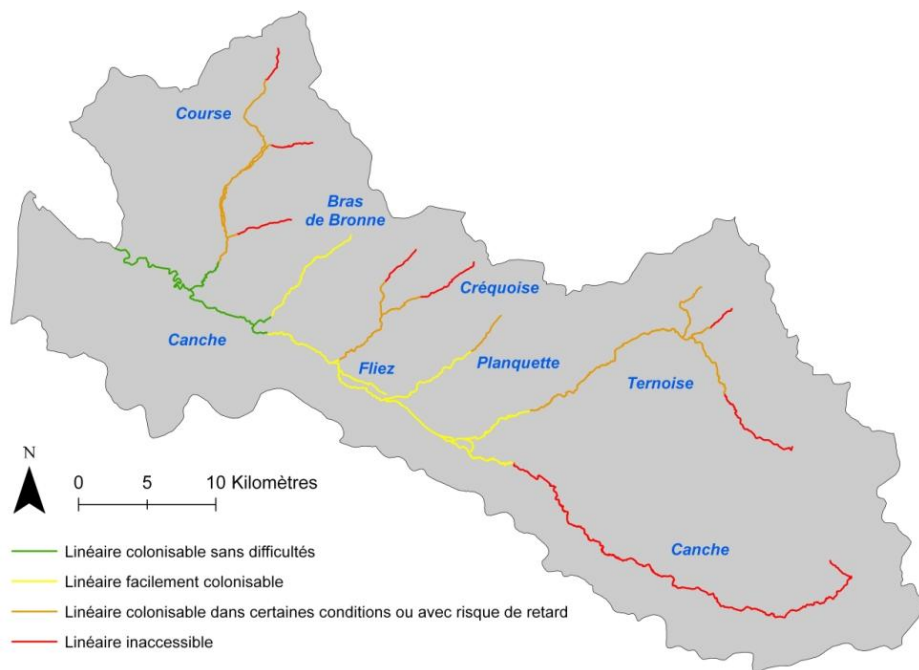 Course
Bras
de Bronne
Créquoise
Canche
Fliez
Planquette
Ternoise
N
0 5 10 Kilomètres
Canche
Linéaire colonisable sans difficultés
Linéaire facilement colonisable
Linéaire colonisable dans certaines conditions ou avec risque de retard
Linéaire inaccessible